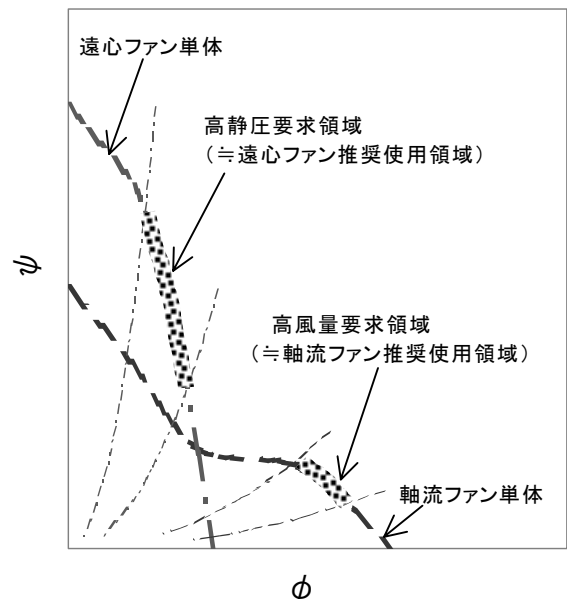 遠心ファン単体
高静圧要求領域
（≒遠心ファン推奨使用領域）
ψ
高風量要求領域
（≒軸流ファン推奨使用領域）
軸流ファン単体
φ